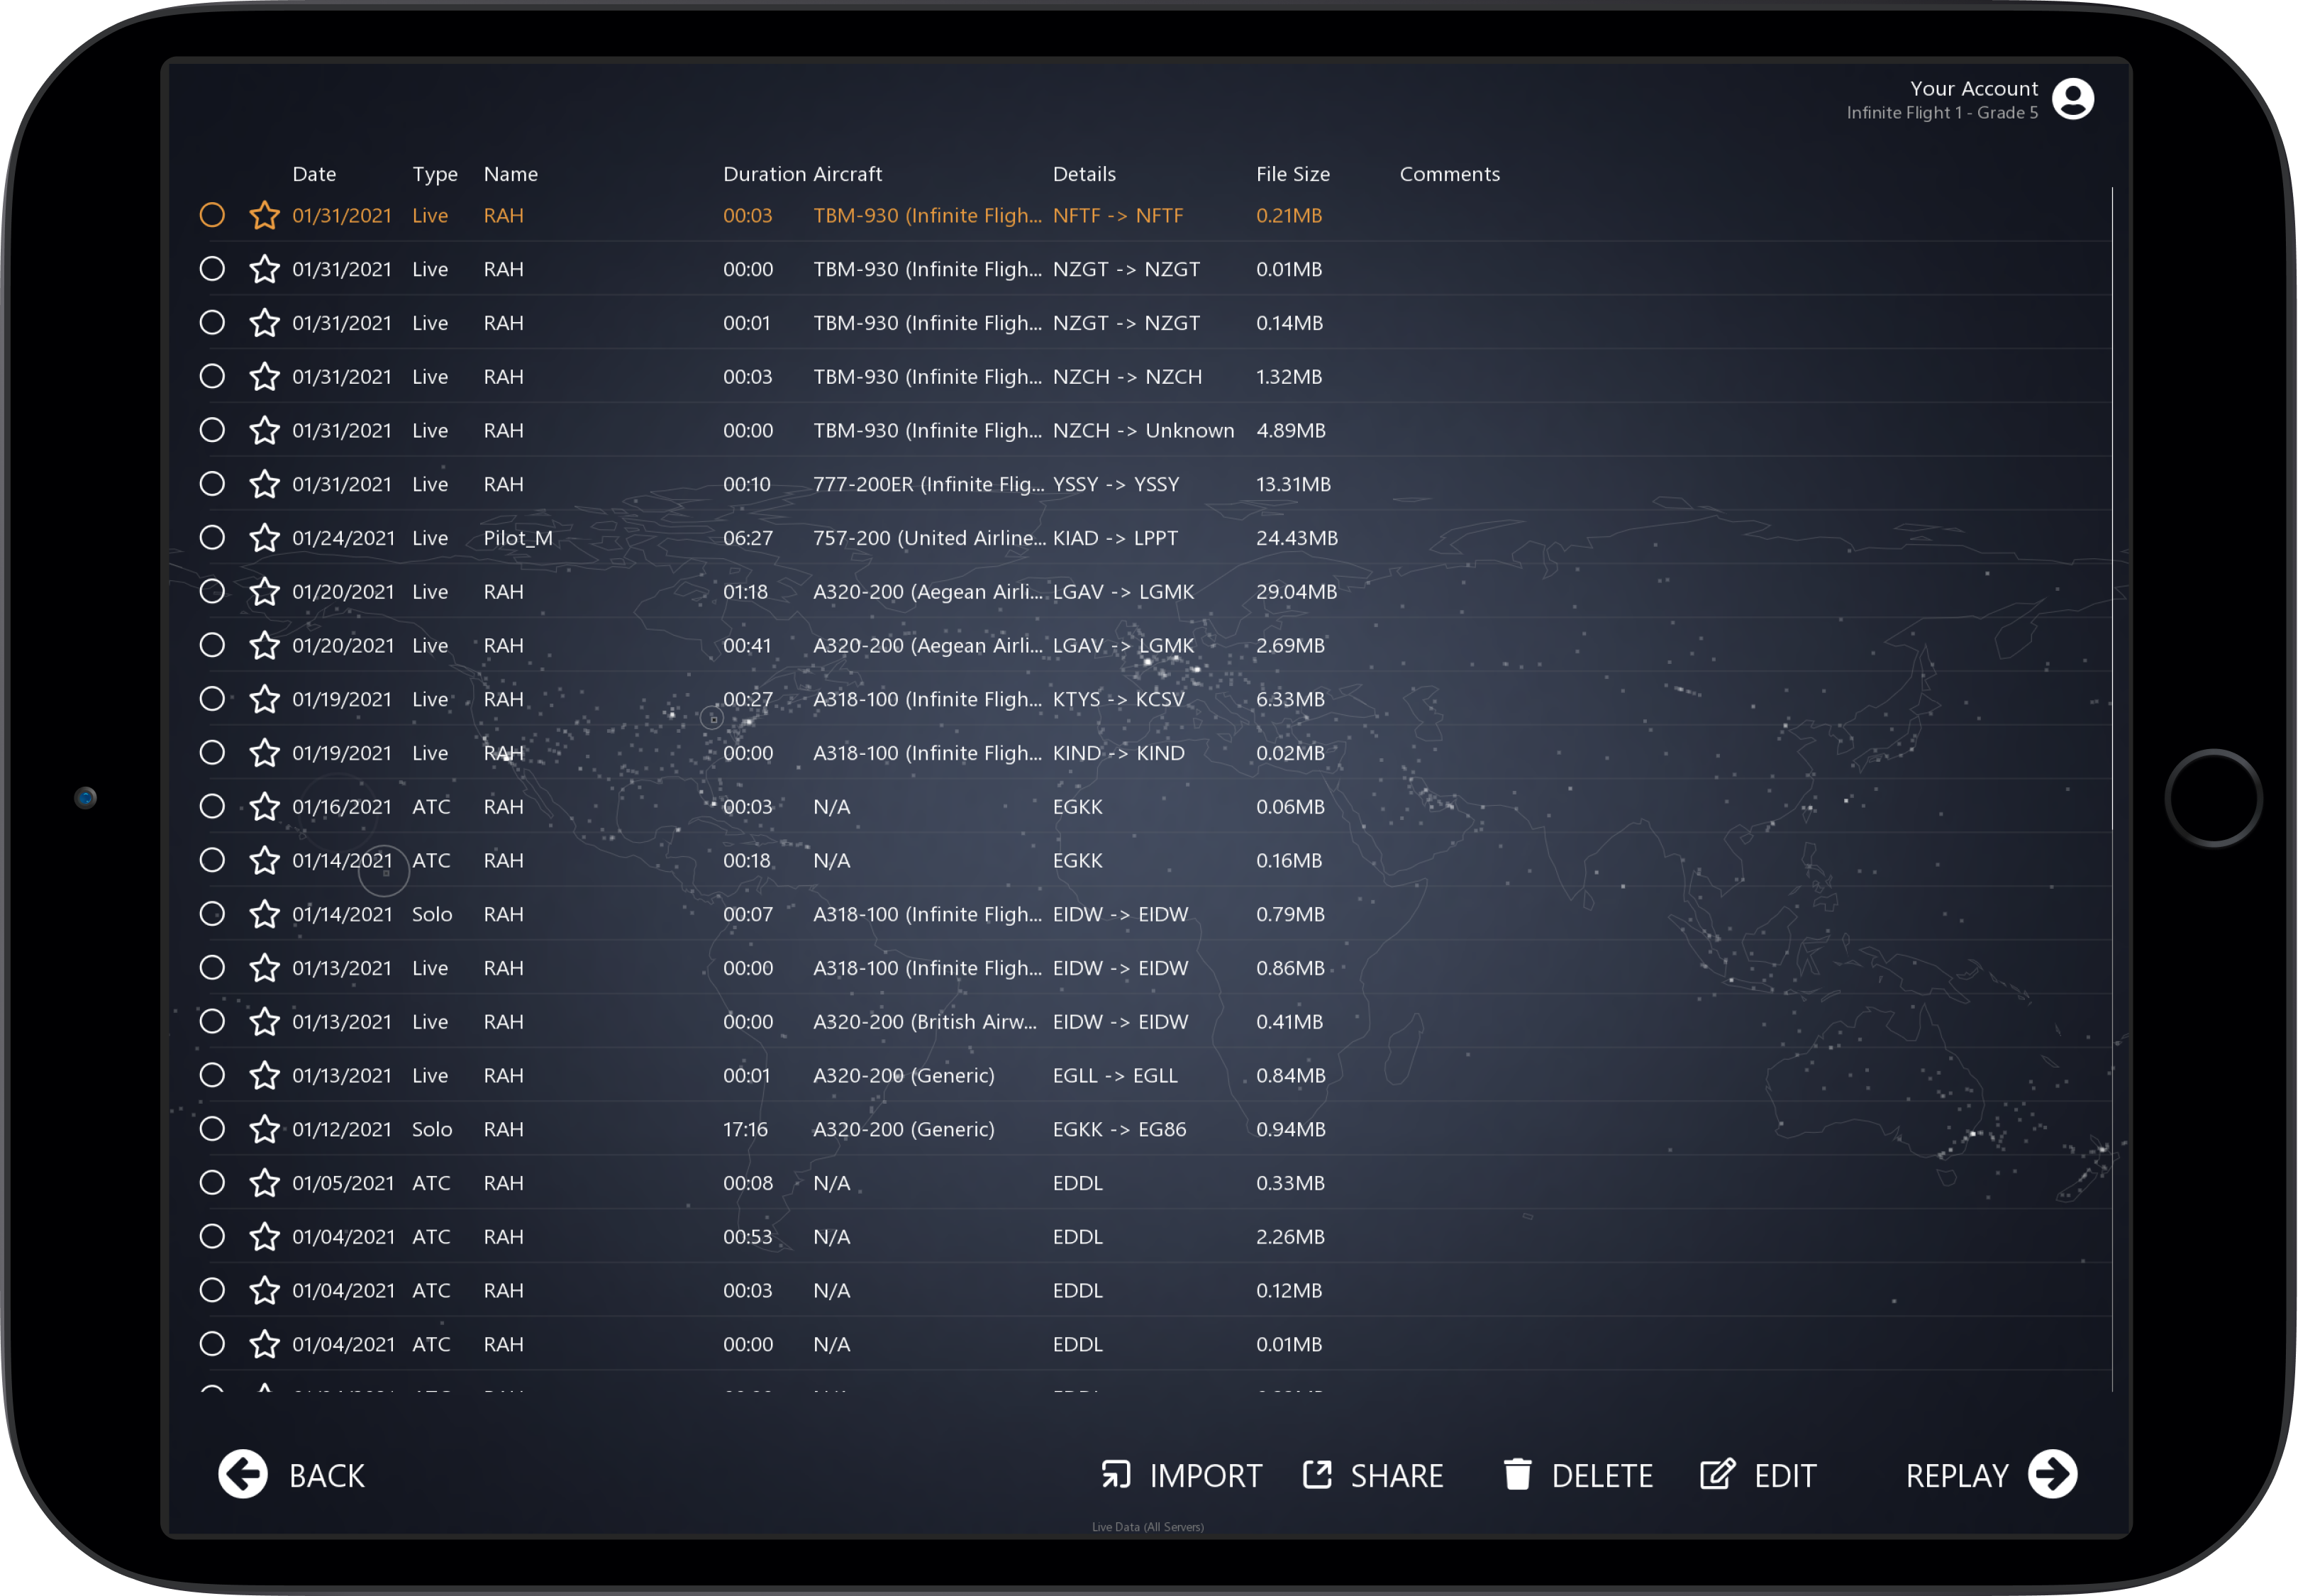 Your Account
Infinite Flight 1 - Grade 5
Date Type Name Duration Aircraft Details File Size Comments
01/31/2021 Live RAH 00:03 TBM-930 (Infinite Fligh... NFTF -> NFTF 0.21MB
01/31/2021 Live RAH 00:00 TBM-930 (Infinite Fligh... NZGT -> NZGT 0.01MB
01/31/2021 Live RAH 00:01 TBM-930 (Infinite Fligh... NZGT -> NZGT 0.14MB
01/31/2021 Live RAH 00:03 TBM-930 (Infinite Fligh... NZCH -> NZCH 1.32MB
01/31/2021 Live RAH 00:00 TBM-930 (Infinite Fligh... NZCH -> Unknown 4.89MB
01/31/2021 Live RAH 00:10 777-200ER (Infinite Flig... YSSY -> YSSY 13.31MB
01/24/2021 Live Pilot_M 06:27 757-200 (United Airline... KIAD -> LPPT 24.43MB
01/20/2021 Live RAH 01:18 A320-200 (Aegean Airli... LGAV -> LGMK 29.04MB
01/20/2021 Live RAH 00:41 A320-200 (Aegean Airli... LGAV -> LGMK 2.69MB
01/19/2021 Live RAH 00:27 A318-100 (Infinite Fligh... KTYS -> KCSV 6.33MB
01/19/2021 Live RAH 00:00 A318-100 (Infinite Fligh... KIND -> KIND 0.02MB
01/16/2021 ATC RAH 00:03 N/A EGKK 0.06MB
01/14/2021 ATC RAH 00:18 N/A EGKK 0.16MB
01/14/2021 Solo RAH 00:07 A318-100 (Infinite Fligh... EIDW -> EIDW 0.79MB
01/13/2021 Live RAH 00:00 A318-100 (Infinite Fligh... EIDW -> EIDW 0.86MB
01/13/2021 Live RAH 00:00 A320-200 (British Airw... EIDW -> EIDW 0.41MB
01/13/2021 Live RAH 00:01 A320-200 (Generic) EGLL -> EGLL 0.84MB
01/12/2021 Solo RAH 17:16 A320-200 (Generic) EGKK -> EG86 0.94MB
01/05/2021 ATC RAH 00:08 N/A EDDL 0.33MB
01/04/2021 ATC RAH 00:53 N/A EDDL 2.26MB
01/04/2021 ATC RAH 00:03 N/A EDDL 0.12MB
01/04/2021 ATC RAH 00:00 N/A EDDL 0.01MB
BACK IMPORT SHARE DELETE EDIT REPLAY
Live Data (All Servers)